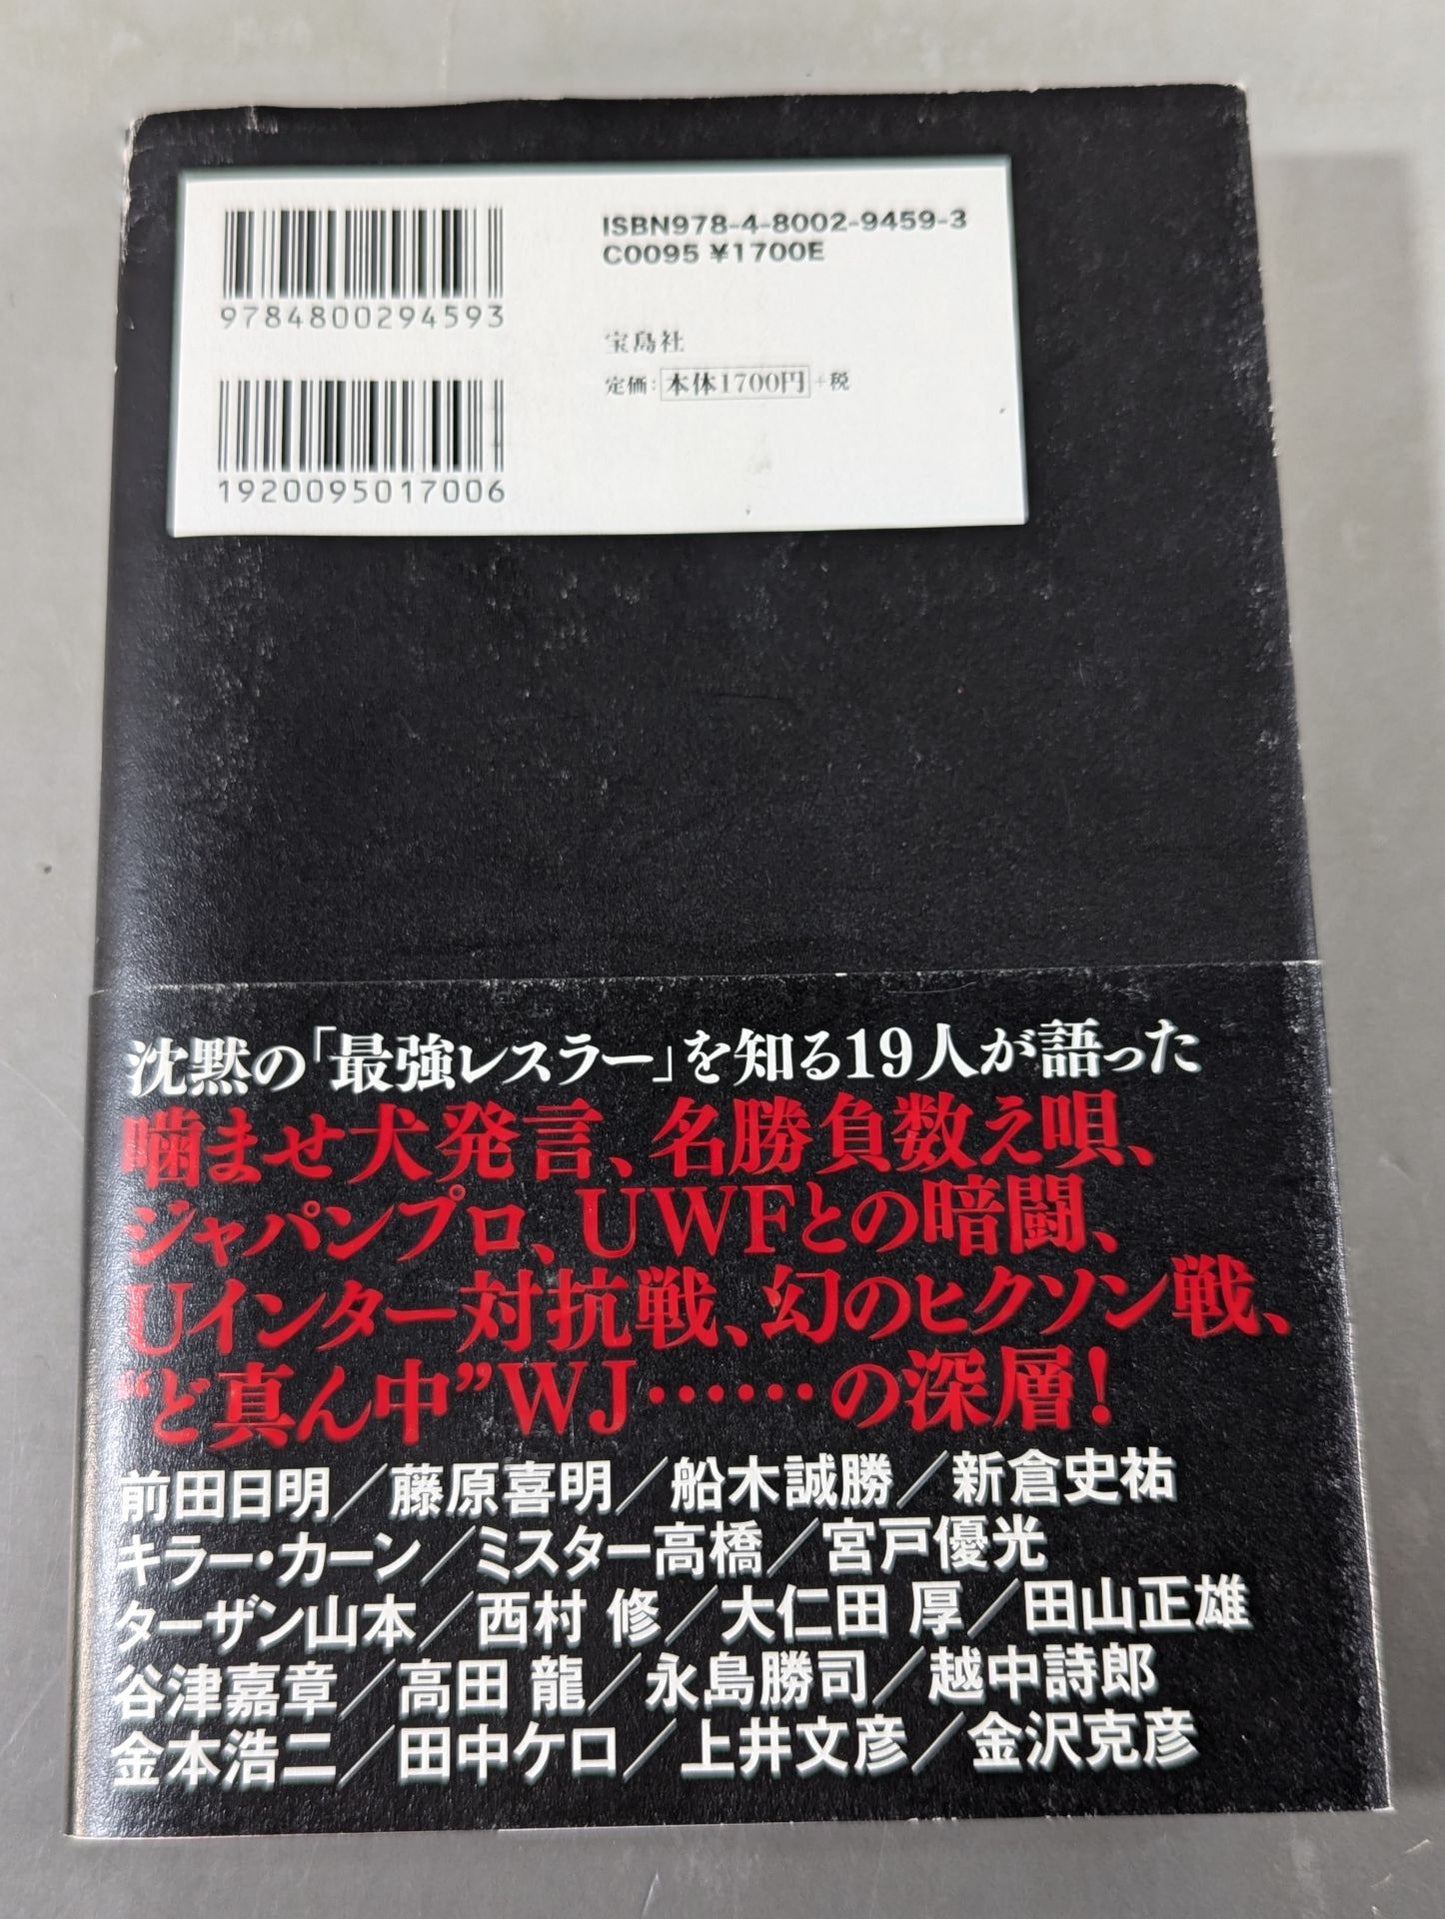 ISBN978-4-8002-9459-3
C0095 ¥1700E
9784800294593
宝島社
定価:本体1700円+税
1920095017006
沈黙の「最強レスラー」を知る19人が語った
噛ませ犬発言、名勝負数え唄、
ジャパンプロ、UWFとの暗闘、
Uインター対抗戦、幻のヒクソン戦、
“ど真ん中”WJ……の深層!
前田日明／藤原喜明／船木誠勝／新倉史祐
キラー・カーン／ミスター高橋／宮戸優光
ターザン山本／西村 修／大仁田 厚／田山正雄
谷津嘉章／高田 龍／永島勝司／越中詩郎
金本浩二／田中ケロ／上井文彦／金沢克彦